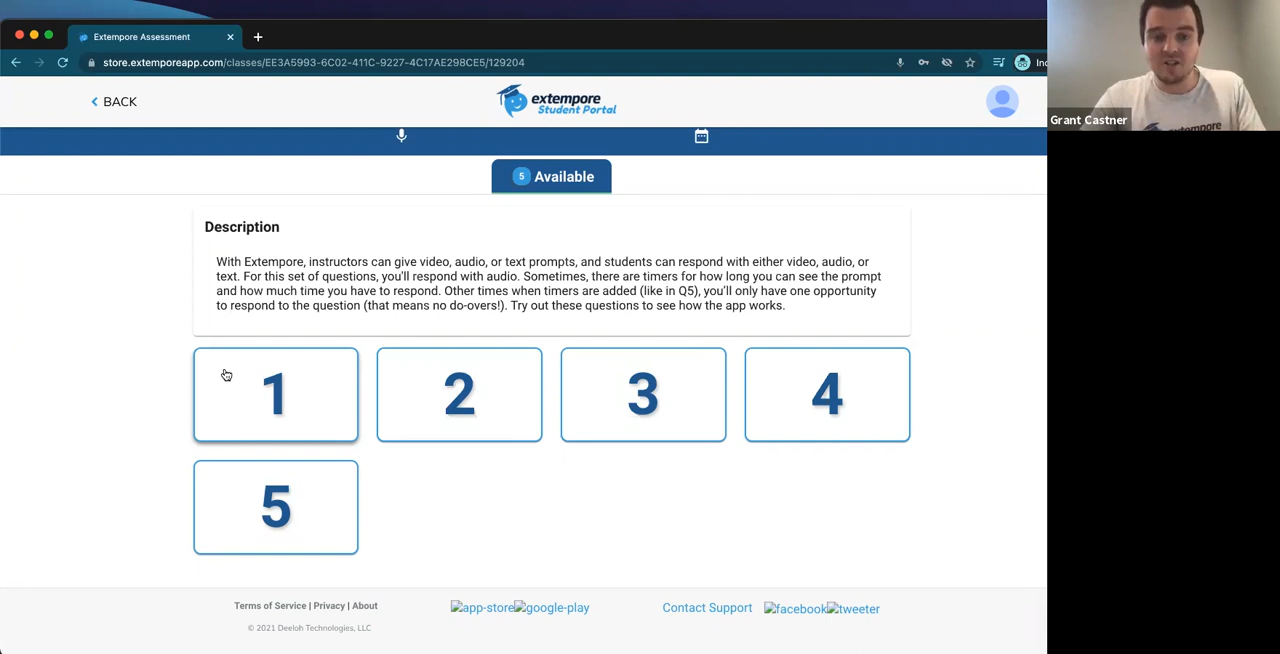 Extempore Assessment
store.extemporeapp.com/classes/EE3A5993-6C02-411C-9227-4C17AE298CE5/129204
BACK
extempore
Student Portal
Grant Castner
5 Available
Description
With Extempore, instructors can give video, audio, or text prompts, and students can respond with either video, audio, or
text. For this set of questions, you'll respond with audio. Sometimes, there are timers for how long you can see the prompt
and how much time you have to respond. Other times when timers are added (like in Q5), you'll only have one opportunity
to respond to the question (that means no do-overs!). Try out these questions to see how the app works.
1 2 3 4
5
Terms of Service | Privacy | About
app-store google-play
Contact Support
facebook tweeter
© 2021 Deeloh Technologies, LLC